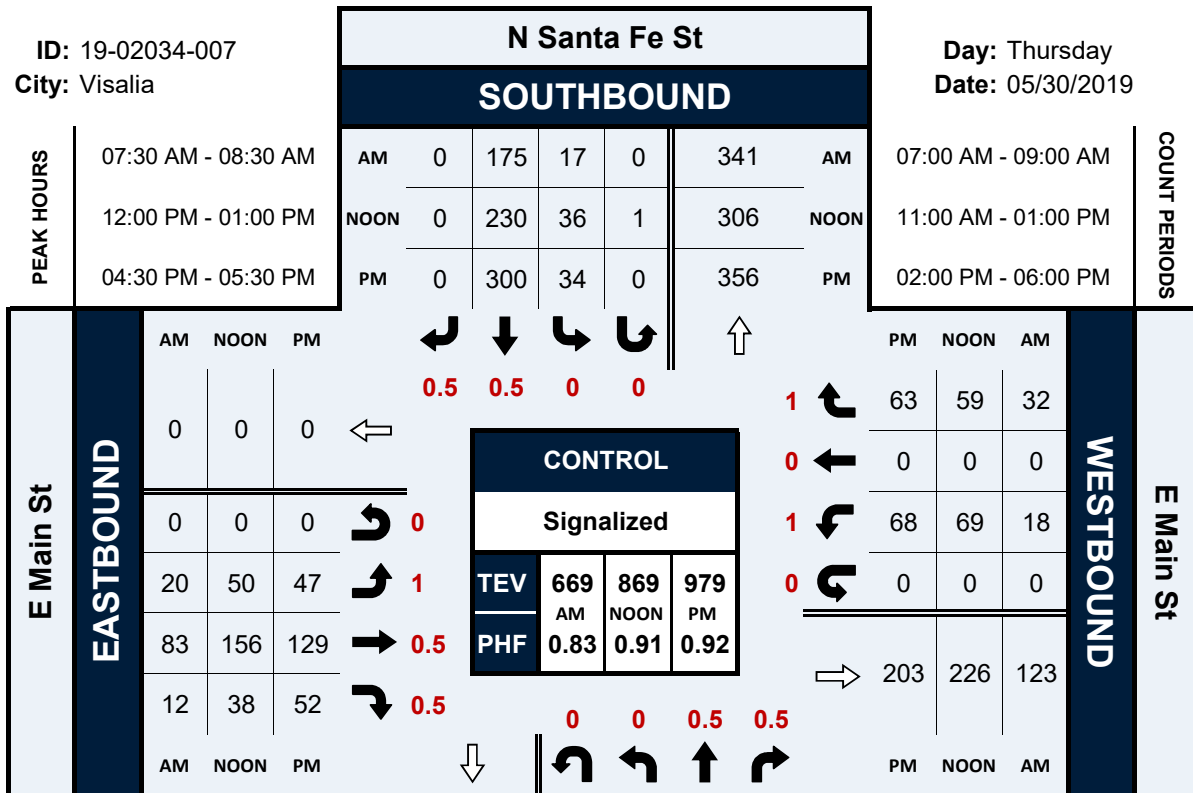 ID: 19-02034-007
City: Visalia
N Santa Fe St
SOUTHBOUND
Day: Thursday
Date: 05/30/2019
PEAK HOURS
07:30 AM - 08:30 AM
12:00 PM - 01:00 PM
04:30 PM - 05:30 PM
AM 0 175 17 0 341 AM
NOON 0 230 36 1 306 NOON
PM 0 300 34 0 356 PM
07:00 AM - 09:00 AM
11:00 AM - 01:00 PM
02:00 PM - 06:00 PM
COUNT PERIODS
0.5 0.5 0 0
E Main St
EASTBOUND
AM NOON PM
0 0 0
0 0 0 0
20 50 47 1
83 156 129 0.5
12 38 52 0.5
AM NOON PM
CONTROL
Signalized
TEV 669 869 979
AM NOON PM
PHF 0.83 0.91 0.92
PM NOON AM
1 63 59 32
0 0 0 0
1 68 69 18
0 0 0 0
203 226 123
PM NOON AM
WESTBOUND
E Main St
0 0 0.5 0.5